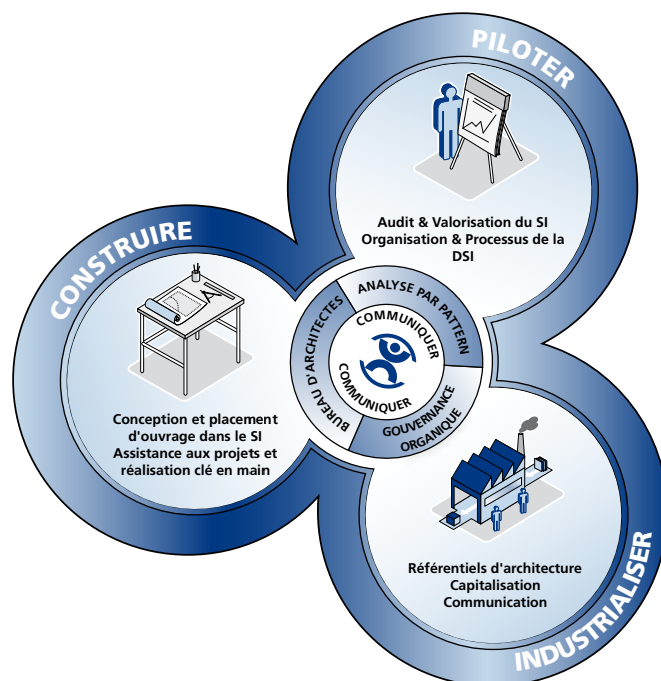 PILOTER
Audit & Valorisation du SI
Organisation & Processus de la
DSI
CONSTRUIRE
Conception et placement
d'ouvrage dans le SI
Assistance aux projets et
réalisation clé en main
BUREAU D'ARCHITECTES
ANALYSE PAR PATTERN
COMMUNIQUER
COMMUNIQUER
GOUVERNANCE
ORGANIQUE
Référentiels d'architecture
Capitalisation
Communication
INDUSTRIALISER